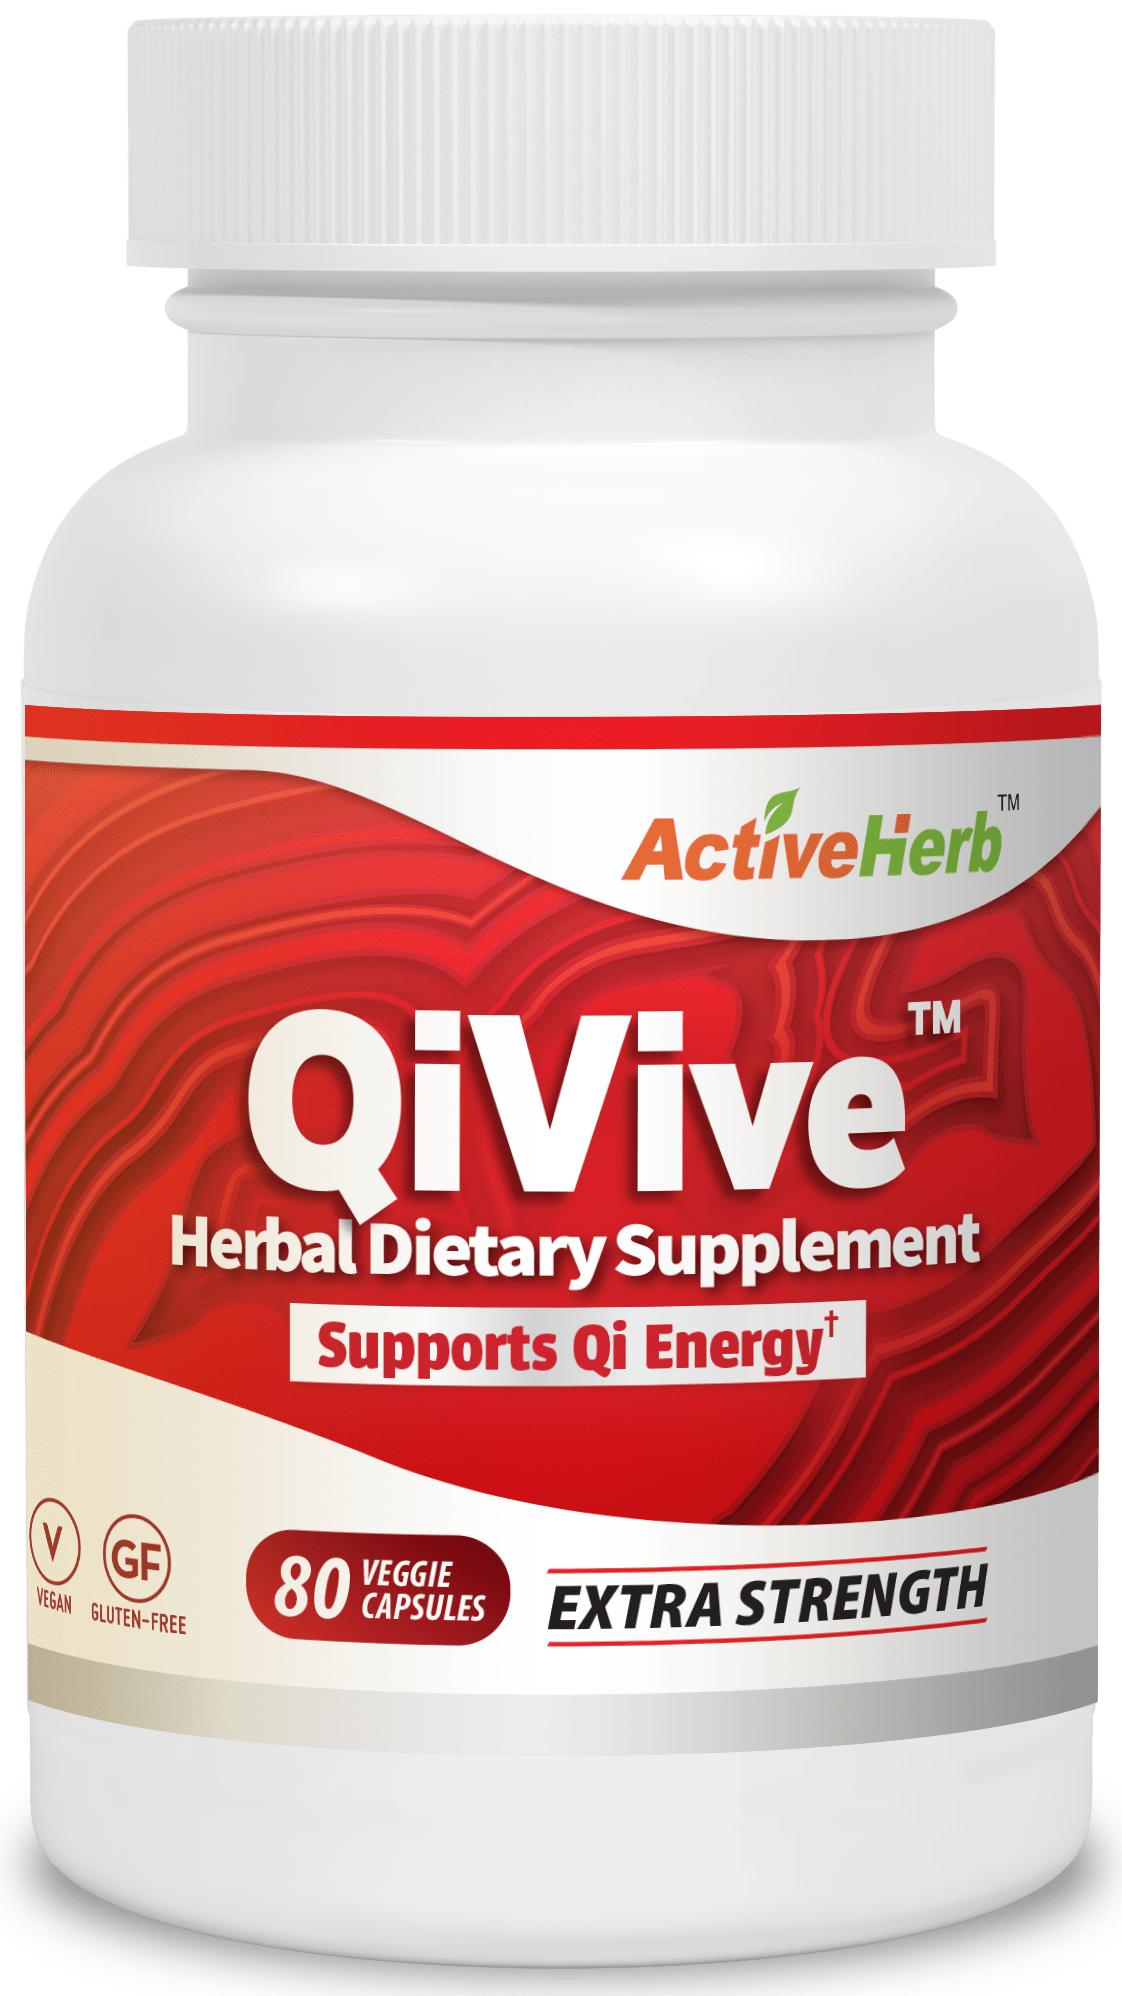 ActiveHerb™
QiVive™
Herbal Dietary Supplement
Supports Qi Energy†
V
VEGAN
GF
GLUTEN-FREE
80 VEGGIE
CAPSULES
EXTRA STRENGTH